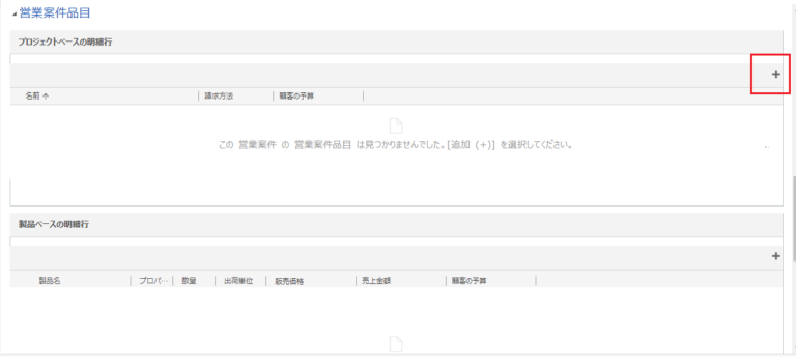 営業案件品目
プロジェクトベースの明細行
+
名前 請求方法 顧客の予算
この 営業案件 の 営業案件品目 は見つかりませんでした。[追加 (+)] を選択してください。
製品ベースの明細行
+
製品名 プロパ… 数量 出荷単位 販売価格 売上金額 顧客の予算